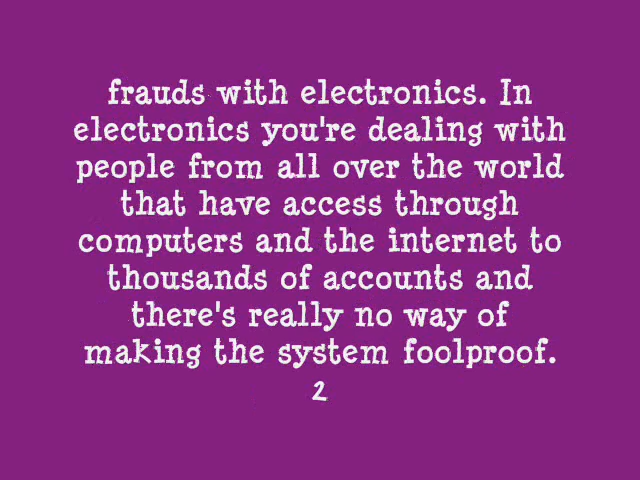 frauds with electronics. In
electronics you're dealing with
people from all over the world
that have access through
computers and the internet to
thousands of accounts and
there's really no way of
making the system foolproof.
2